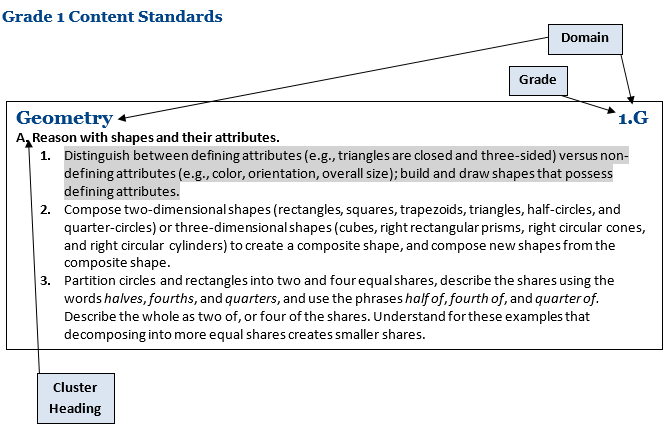 Grade 1 Content Standards
Domain
Grade
Geometry 1.G
A. Reason with shapes and their attributes.
1. Distinguish between defining attributes (e.g., triangles are closed and three-sided) versus non-
defining attributes (e.g., color, orientation, overall size); build and draw shapes that possess
defining attributes.
2. Compose two-dimensional shapes (rectangles, squares, trapezoids, triangles, half-circles, and
quarter-circles) or three-dimensional shapes (cubes, right rectangular prisms, right circular cones,
and right circular cylinders) to create a composite shape, and compose new shapes from the
composite shape.
3. Partition circles and rectangles into two and four equal shares, describe the shares using the
words halves, fourths, and quarters, and use the phrases half of, fourth of, and quarter of.
Describe the whole as two of, or four of the shares. Understand for these examples that
decomposing into more equal shares creates smaller shares.
Cluster
Heading